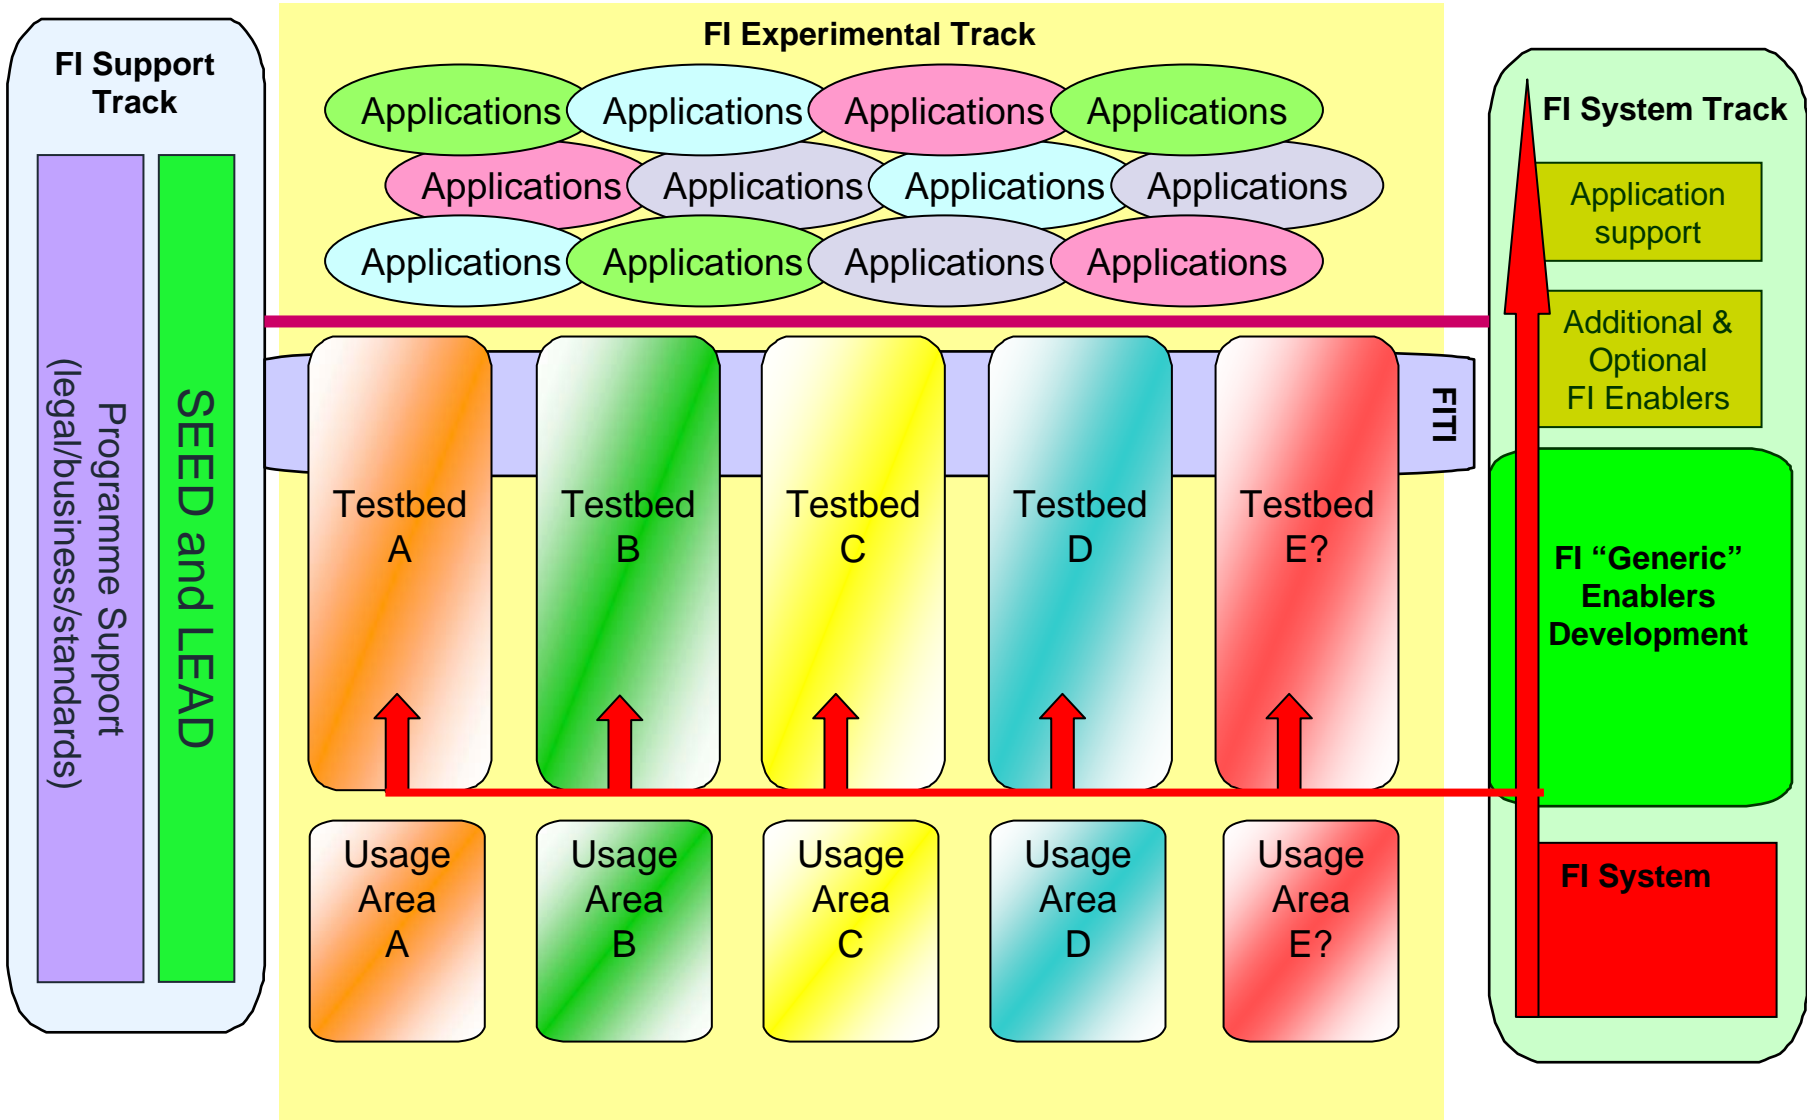 FI Support
Track
Programme Support
(legal/business/standards)
SEED and LEAD
FI Experimental Track
Applications Applications Applications Applications
Applications Applications Applications Applications
Applications Applications Applications Applications
FITI
Testbed
A
Testbed
B
Testbed
C
Testbed
D
Testbed
E?
Usage
Area
A
Usage
Area
B
Usage
Area
C
Usage
Area
D
Usage
Area
E?
FI System Track
Application
support
Additional &
Optional
FI Enablers
FI “Generic”
Enablers
Development
FI System